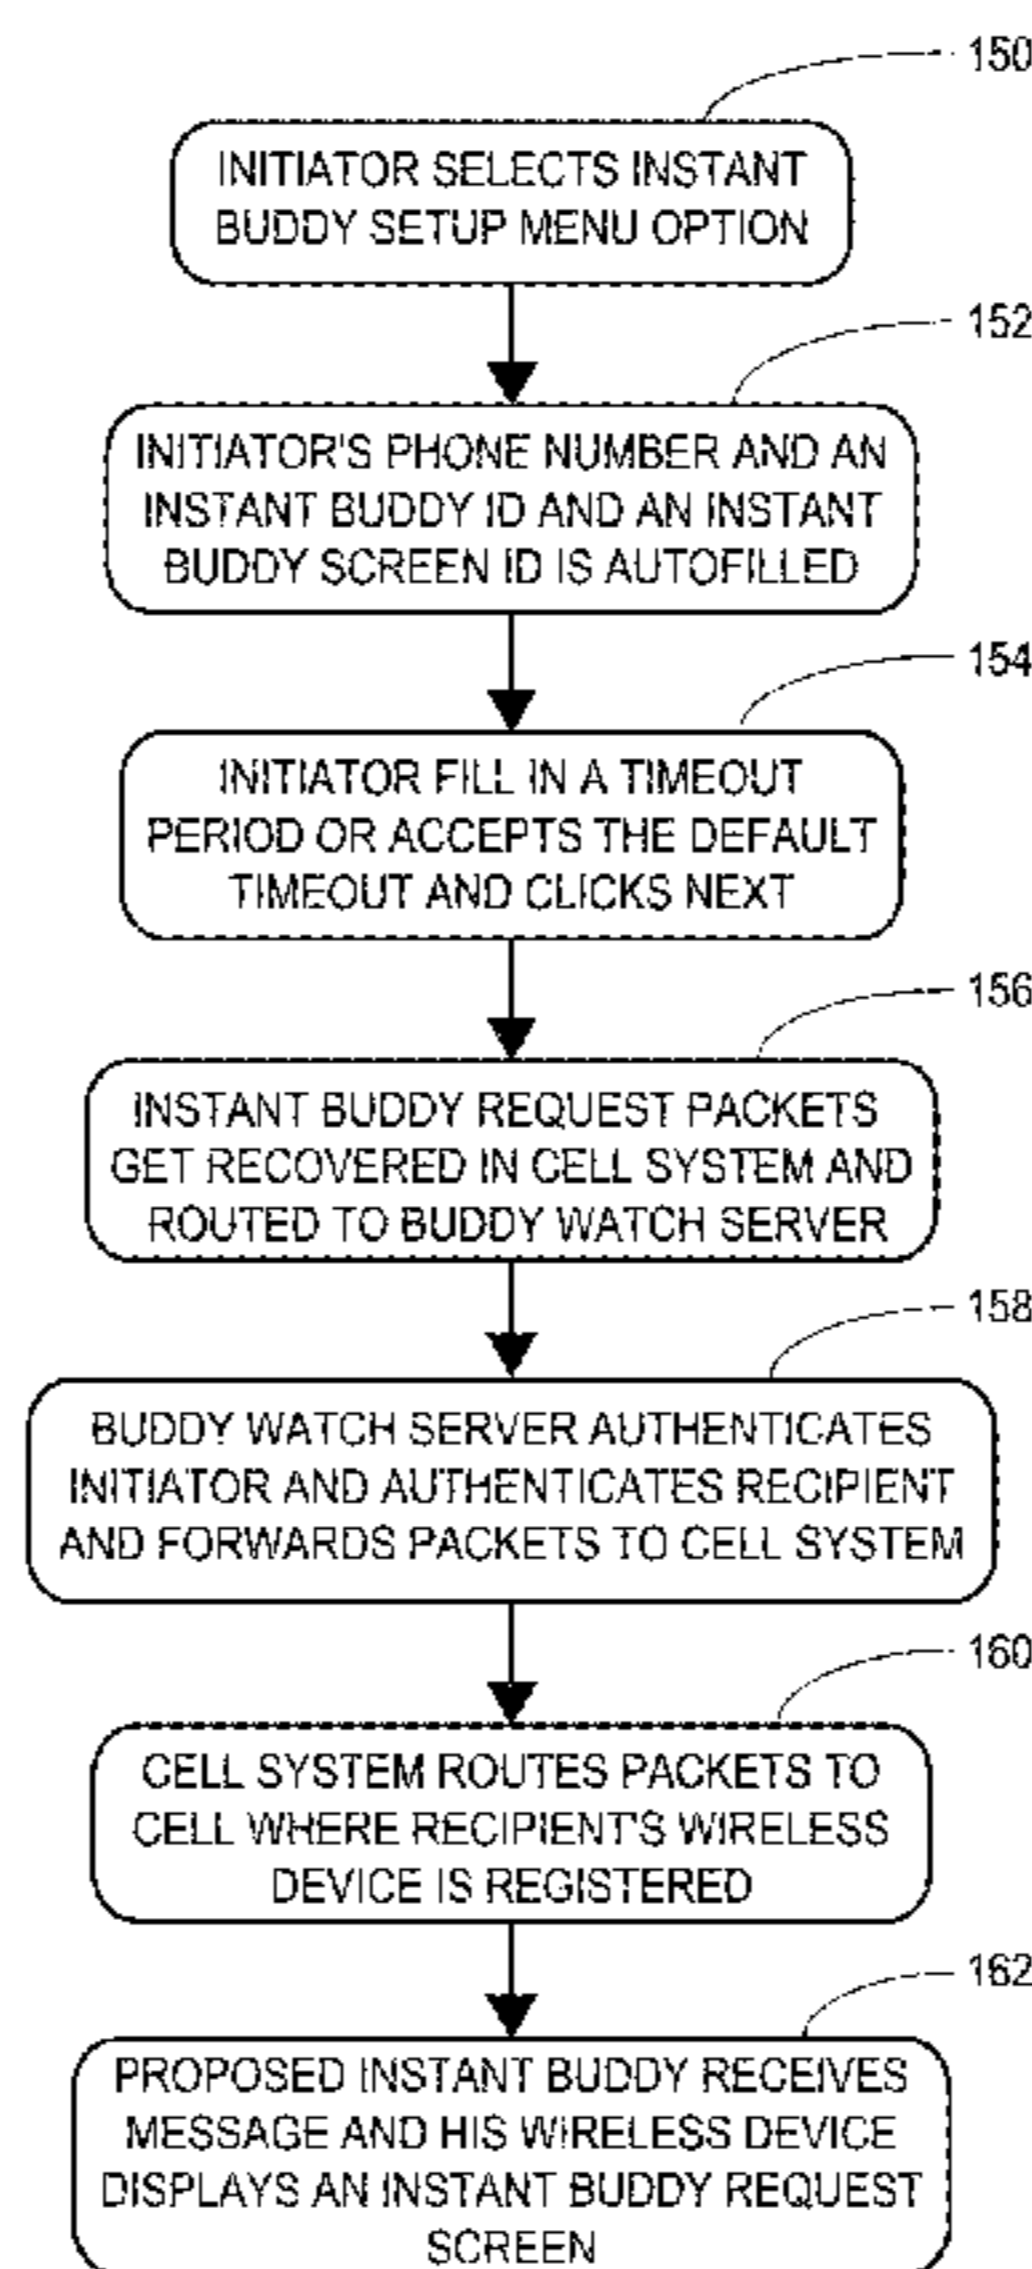 150
INITIATOR SELECTS INSTANT
BUDDY SETUP MENU OPTION
152
INITIATOR'S PHONE NUMBER AND AN
INSTANT BUDDY ID AND AN INSTANT
BUDDY SCREEN ID IS AUTOFILLED
154
INITIATOR FILL IN A TIMEOUT
PERIOD OR ACCEPTS THE DEFAULT
TIMEOUT AND CLICKS NEXT
156
INSTANT BUDDY REQUEST PACKETS
GET RECOVERED IN CELL SYSTEM AND
ROUTED TO BUDDY WATCH SERVER
158
BUDDY WATCH SERVER AUTHENTICATES
INITIATOR AND AUTHENTICATES RECIPIENT
AND FORWARDS PACKETS TO CELL SYSTEM
160
CELL SYSTEM ROUTES PACKETS TO
CELL WHERE RECIPIENT'S WIRELESS
DEVICE IS REGISTERED
162
PROPOSED INSTANT BUDDY RECEIVES
MESSAGE AND HIS WIRELESS DEVICE
DISPLAYS AN INSTANT BUDDY REQUEST
SCREEN